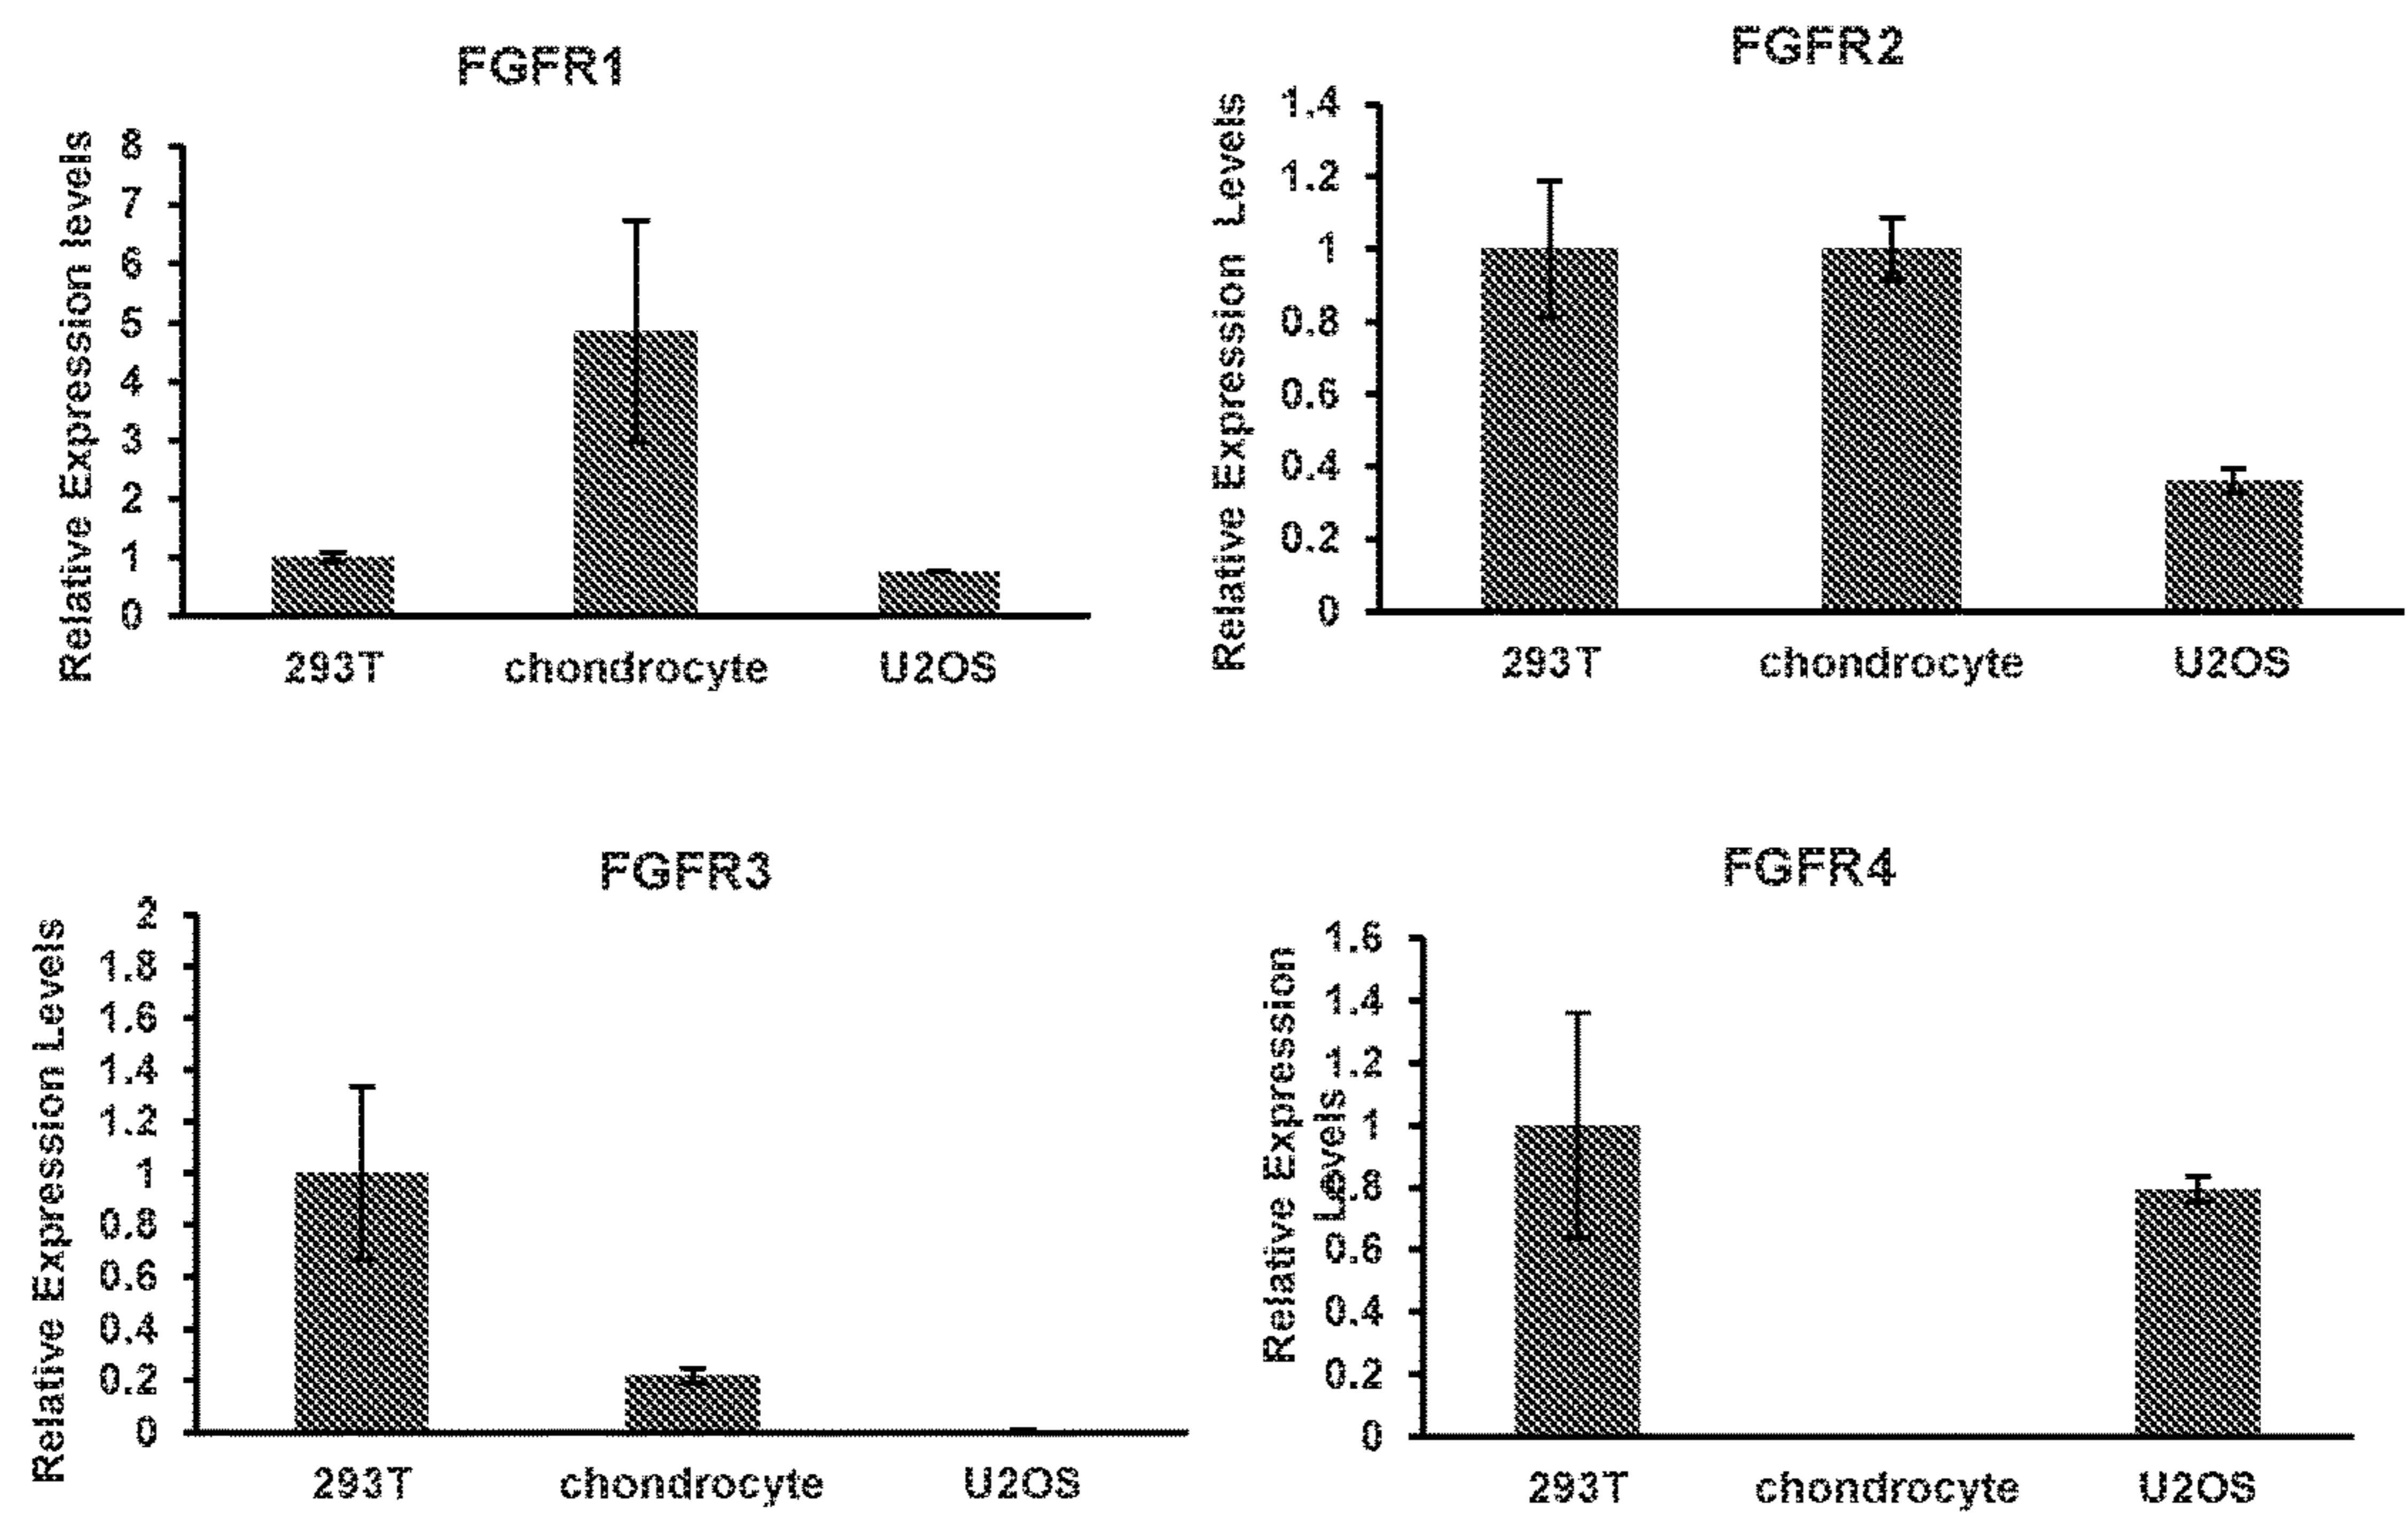 FGFR1
Relative Expression levels
8
7
6
5
4
3
2
1
0
293T chondrocyte U2OS
FGFR2
Relative Expression Levels
1.4
1.2
1
0.8
0.6
0.4
0.2
0
293T chondrocyte U2OS
FGFR3
Relative Expression Levels
2
1.8
1.6
1.4
1.2
1
0.8
0.6
0.4
0.2
0
293T chondrocyte U2OS
FGFR4
Relative Expression
Levels
1.6
1.4
1.2
1
0.8
0.6
0.4
0.2
0
293T chondrocyte U2OS